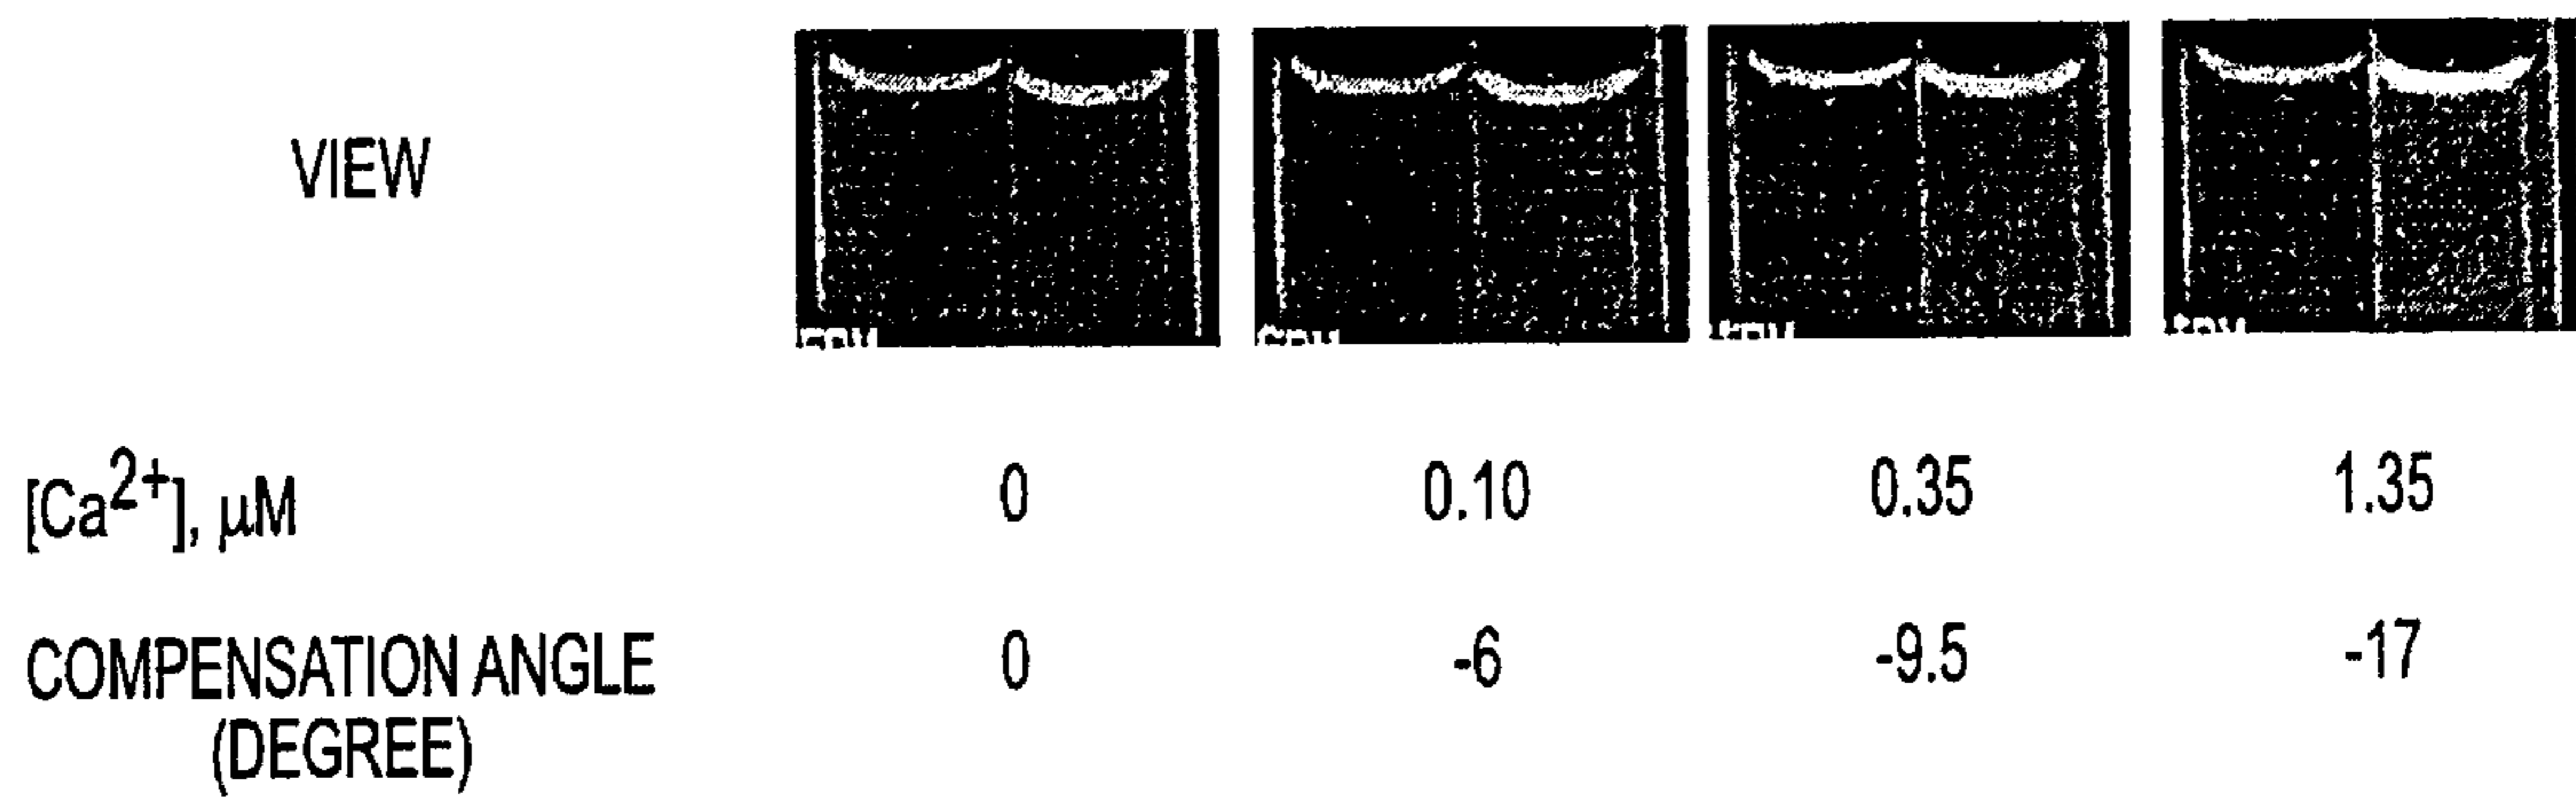 VIEW
[Ca2+], μM 0 0.10 0.35 1.35
COMPENSATION ANGLE 0 -6 -9.5 -17
(DEGREE)